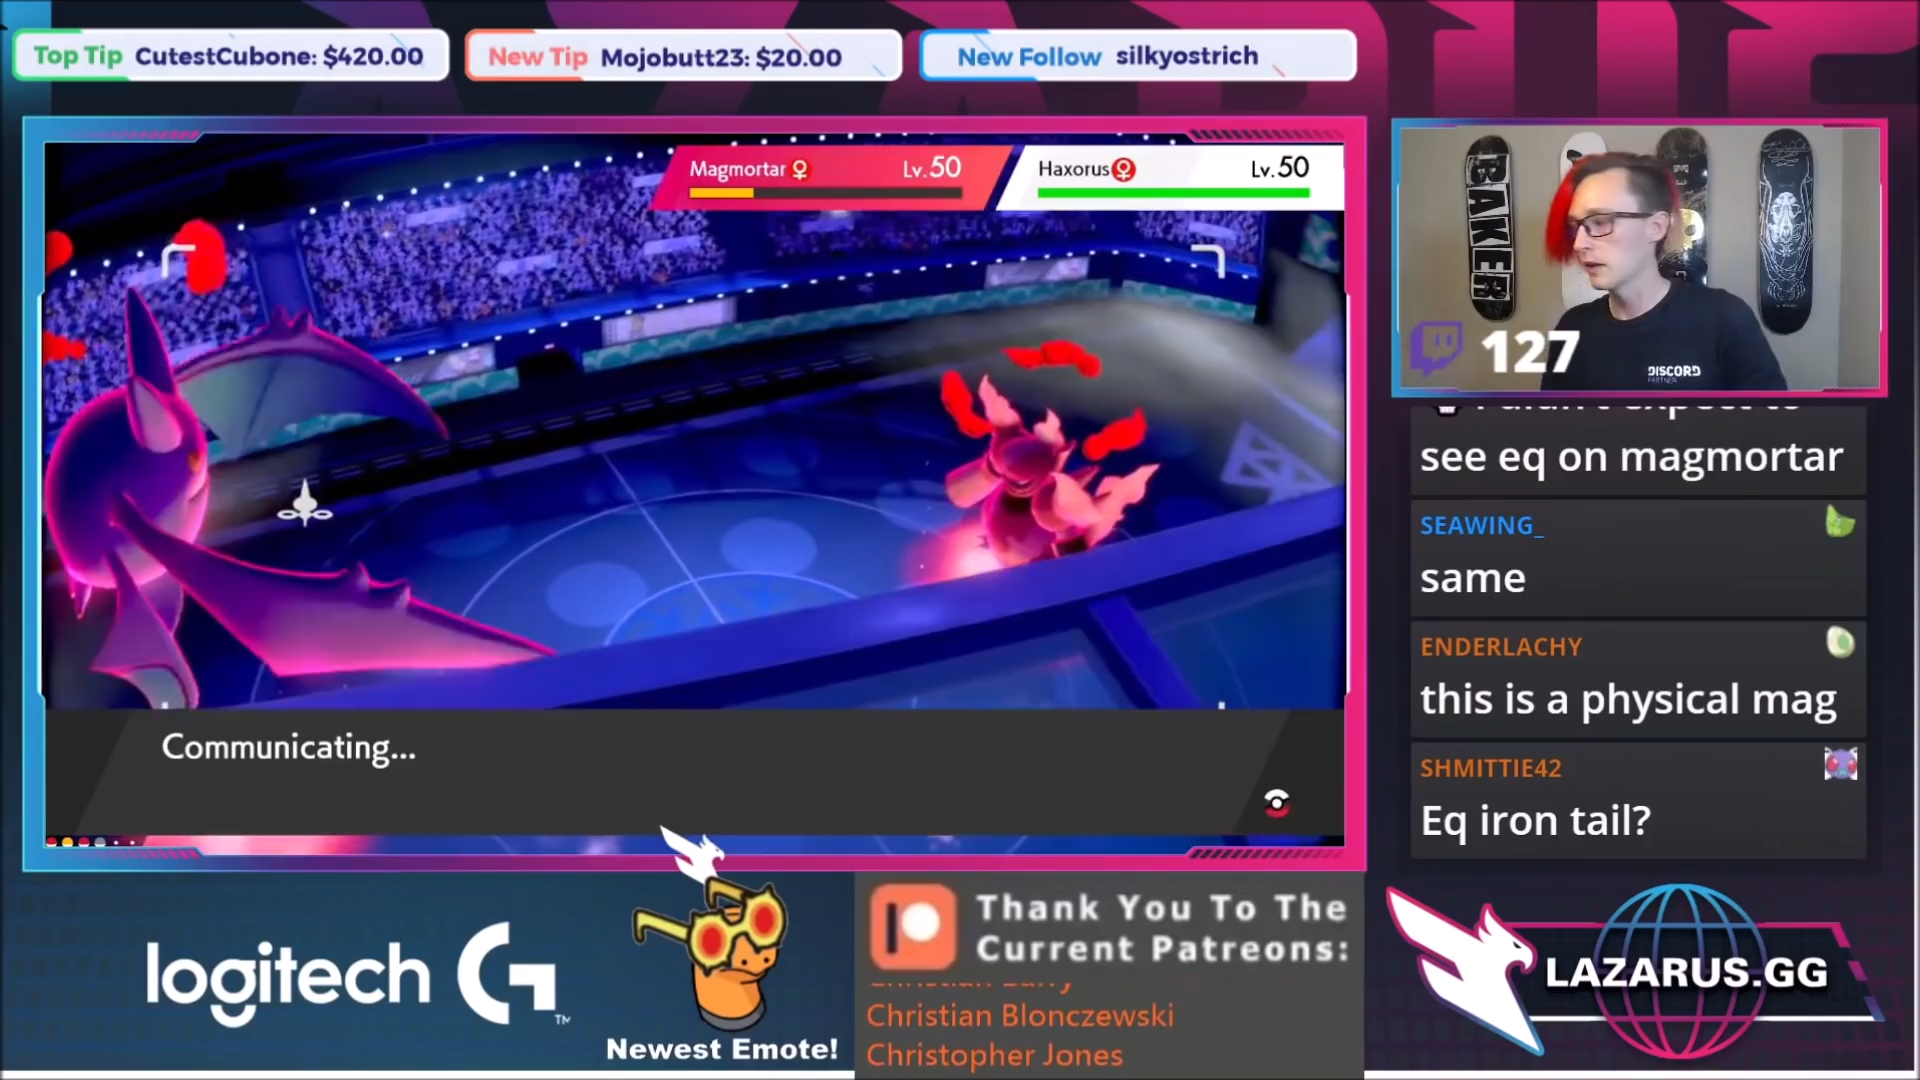 Top Tip CutestCubone: $420.00
New Tip Mojobutt23: $20.00
New Follow silkyostrich
Magmortar♀ Lv.50
Haxorus♀ Lv.50
BAKER
127
DISCORD
PARTNER
see eq on magmortar
SEAWING_
same
ENDERLACHY
this is a physical mag
SHMITTIE42
Eq iron tail?
Communicating...
logitech G™
Newest Emote!
Thank You To The
Current Patreons:
Christian Blonczewski
Christopher Jones
LAZARUS.GG